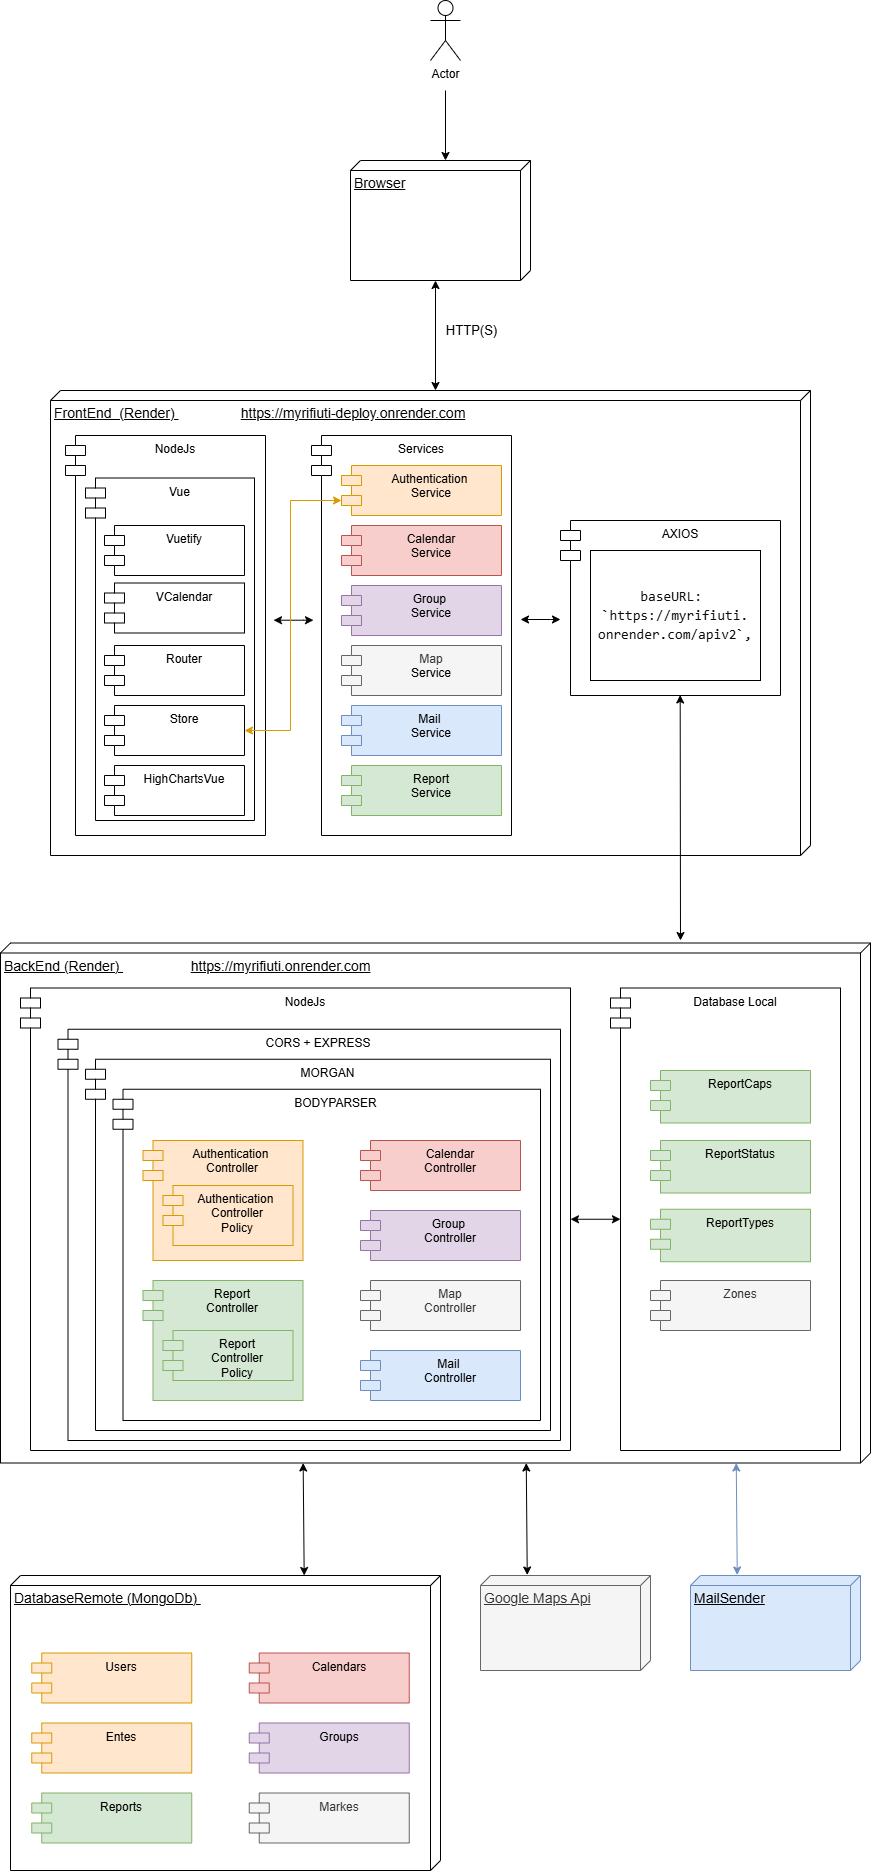 Actor
Browser
HTTP(S)
FrontEnd (Render)
https://myrifiuti-deploy.onrender.com
NodeJs
Vue
Vuetify
VCalendar
Router
Store
HighChartsVue
Services
Authentication
Service
Calendar
Service
Group
Service
Map
Service
Mail
Service
Report
Service
AXIOS
baseURL:
`https://myrifiuti.
onrender.com/apiv2`,
BackEnd (Render)
https://myrifiuti.onrender.com
NodeJs
CORS + EXPRESS
MORGAN
BODYPARSER
Authentication
Controller
Authentication
Controller
Policy
Calendar
Controller
Group
Controller
Report
Controller
Report
Controller
Policy
Map
Controller
Mail
Controller
Database Local
ReportCaps
ReportStatus
ReportTypes
Zones
DatabaseRemote (MongoDb)
Users
Calendars
Entes
Groups
Reports
Markes
Google Maps Api
MailSender